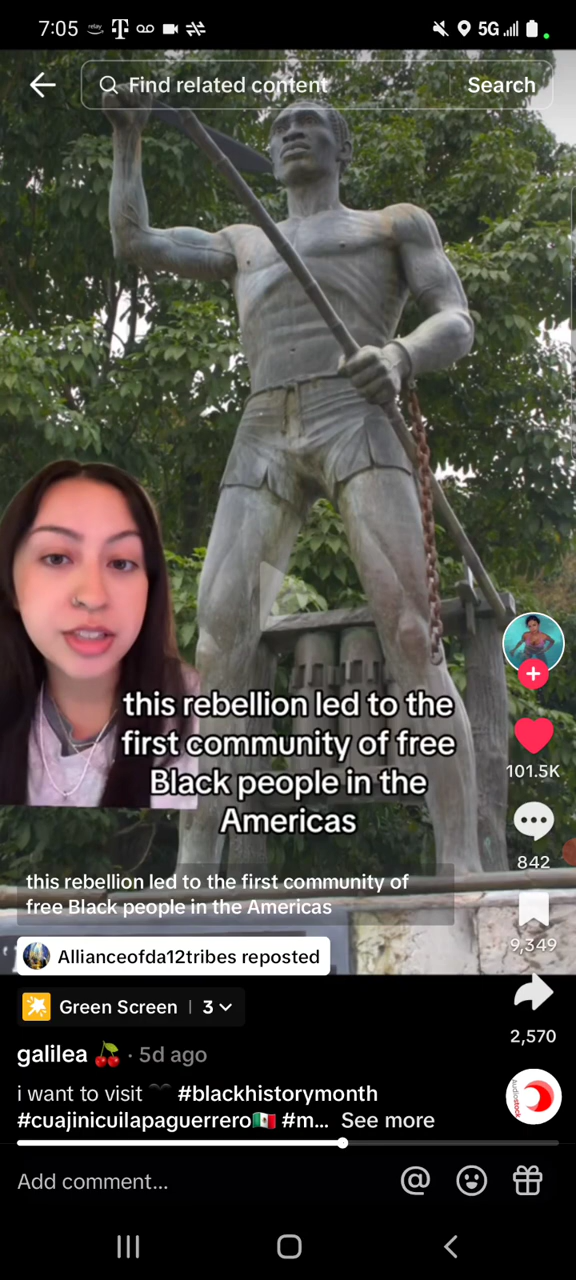 7:05
relay
5G
Find related content
Search
this rebellion led to the
first community of free
Black people in the
Americas
101.5K
842
this rebellion led to the first community of
free Black people in the Americas
9,349
Allianceofda12tribes reposted
Green Screen | 3
2,570
galilea 🍒 · 5d ago
i want to visit 🖤 #blackhistorymonth
#cuajinicuilapaguerrero🇲🇽 #m... See more
Audiostock
Add comment...